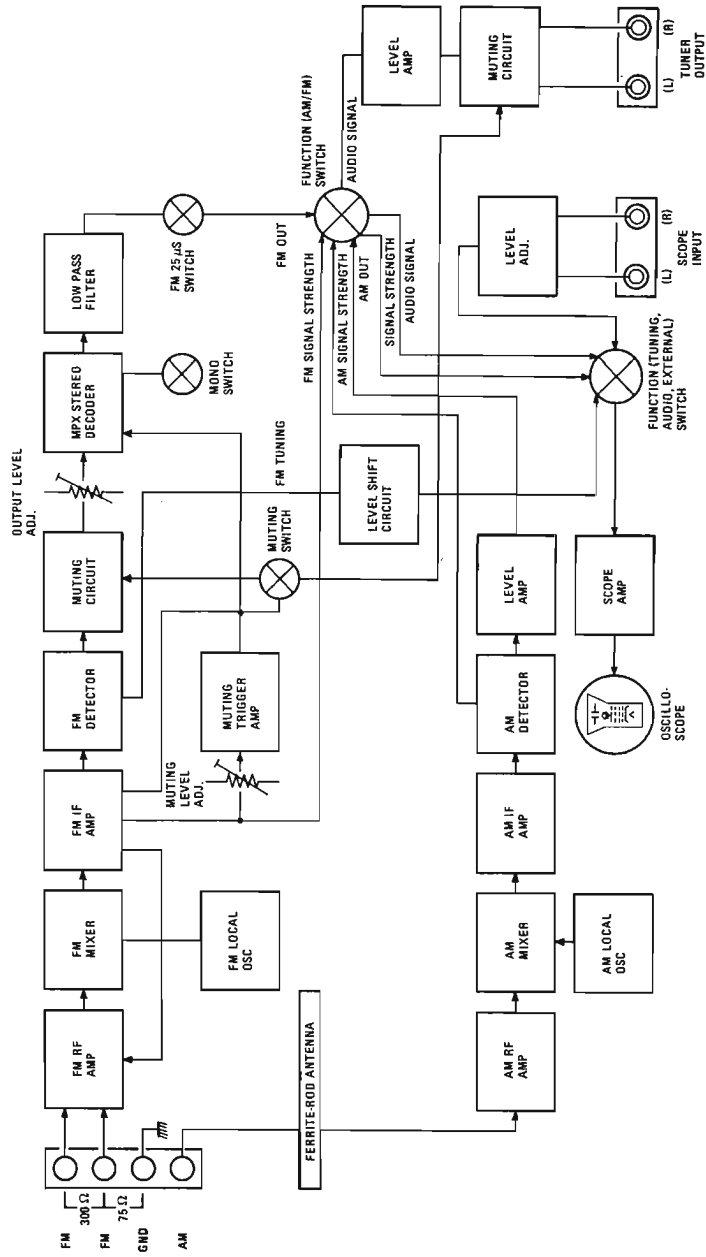 FM
300 Ω
FM
75 Ω
GND
AM
FM RF
AMP
FM
MIXER
FM LOCAL
OSC
FM IF
AMP
FM
DETECTOR
MUTING
CIRCUIT
OUTPUT LEVEL
ADJ.
MPX STEREO
DECODER
LOW PASS
FILTER
MONO
SWITCH
FM 25 μS
SWITCH
MUTING
LEVEL
ADJ.
MUTING
TRIGGER
AMP
MUTING
SWITCH
FM TUNING
LEVEL SHIFT
CIRCUIT
FM OUT
FM SIGNAL STRENGTH
AM SIGNAL STRENGTH
AM OUT
SIGNAL STRENGTH
AUDIO SIGNAL
FUNCTION (AM/FM)
SWITCH
AUDIO SIGNAL
LEVEL
AMP
MUTING
CIRCUIT
(L)
(R)
TUNER
OUTPUT
LEVEL
ADJ.
(L)
(R)
SCOPE
INPUT
FUNCTION (TUNING,
AUDIO, EXTERNAL)
SWITCH
FERRITE-ROD ANTENNA
AM RF
AMP
AM
MIXER
AM LOCAL
OSC
AM IF
AMP
AM
DETECTOR
LEVEL
AMP
SCOPE
AMP
OSCILLO-
SCOPE